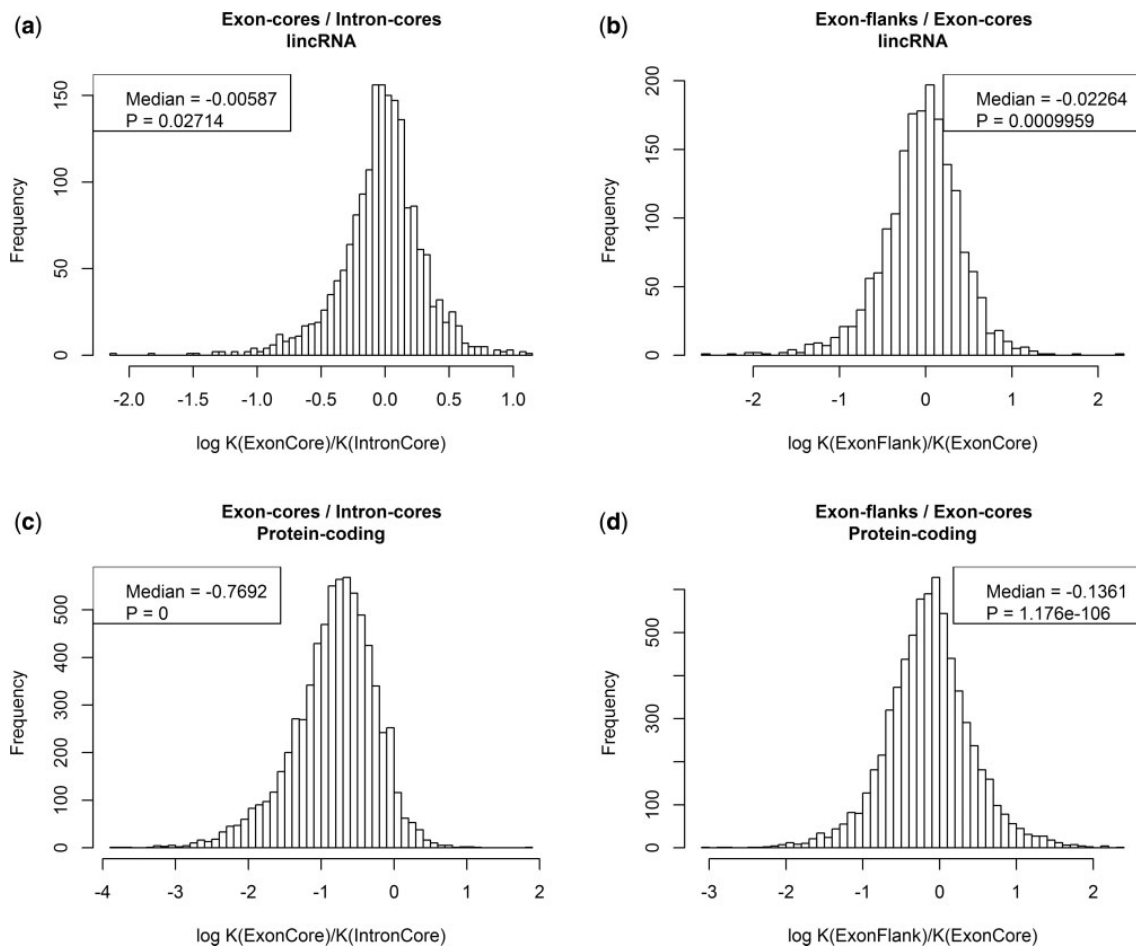 (a)
Exon-cores / Intron-cores
lincRNA
Median = -0.00587
P = 0.02714
Frequency
150
100
50
0
-2.0 -1.5 -1.0 -0.5 0.0 0.5 1.0
log K(ExonCore)/K(IntronCore)
(b)
Exon-flanks / Exon-cores
lincRNA
Median = -0.02264
P = 0.0009959
Frequency
200
150
100
50
0
-2 -1 0 1 2
log K(ExonFlank)/K(ExonCore)
(c)
Exon-cores / Intron-cores
Protein-coding
Median = -0.7692
P = 0
Frequency
500
400
300
200
100
0
-4 -3 -2 -1 0 1 2
log K(ExonCore)/K(IntronCore)
(d)
Exon-flanks / Exon-cores
Protein-coding
Median = -0.1361
P = 1.176e-106
Frequency
500
300
100
0
-3 -2 -1 0 1 2
log K(ExonFlank)/K(ExonCore)